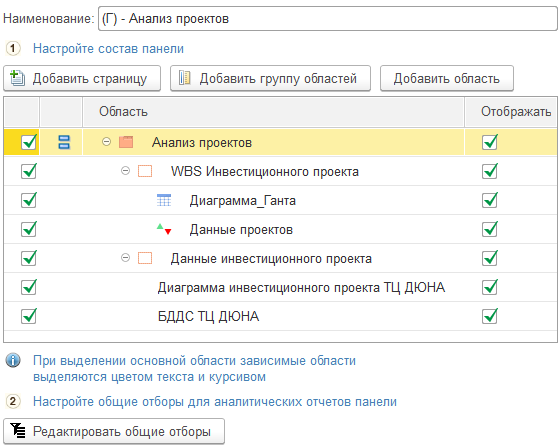 Наименование: (Г) - Анализ проектов
1 Настройте состав панели
Добавить страницу Добавить группу областей Добавить область
Область Отображать
Анализ проектов
WBS Инвестиционного проекта
Диаграмма_Ганта
Данные проектов
Данные инвестиционного проекта
Диаграмма инвестиционного проекта ТЦ ДЮНА
БДДС ТЦ ДЮНА
При выделении основной области зависимые области
выделяются цветом текста и курсивом
2 Настройте общие отборы для аналитических отчетов панели
Редактировать общие отборы